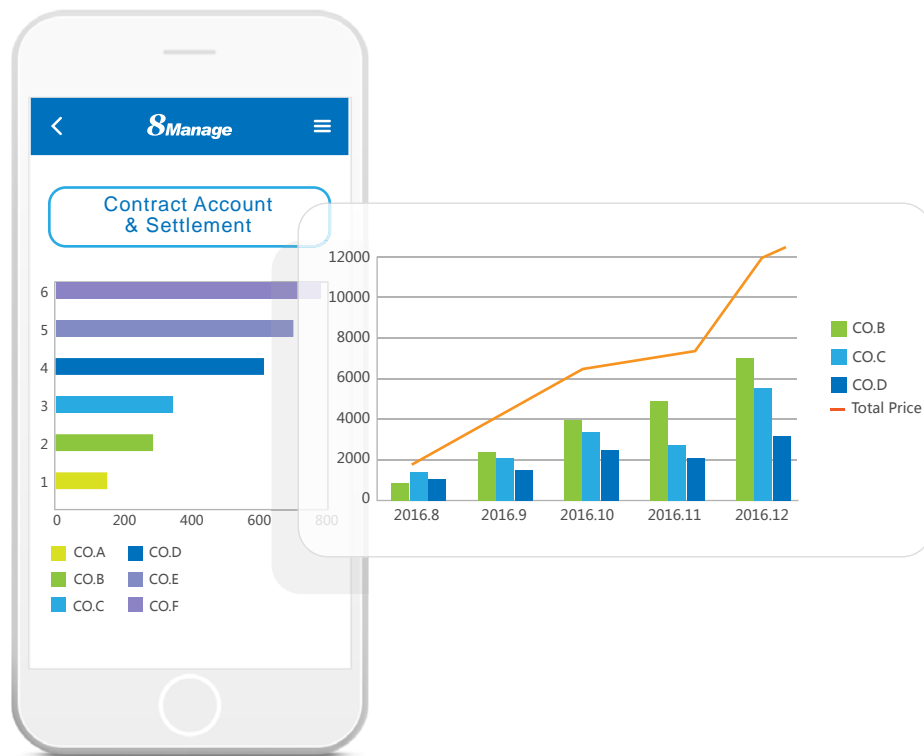 8Manage
Contract Account
& Settlement
6
5
4
3
2
1
0 200 400 600 800
CO.A CO.D
CO.B CO.E
CO.C CO.F
12000
10000
8000
6000
4000
2000
0
2016.8 2016.9 2016.10 2016.11 2016.12
CO.B
CO.C
CO.D
Total Price